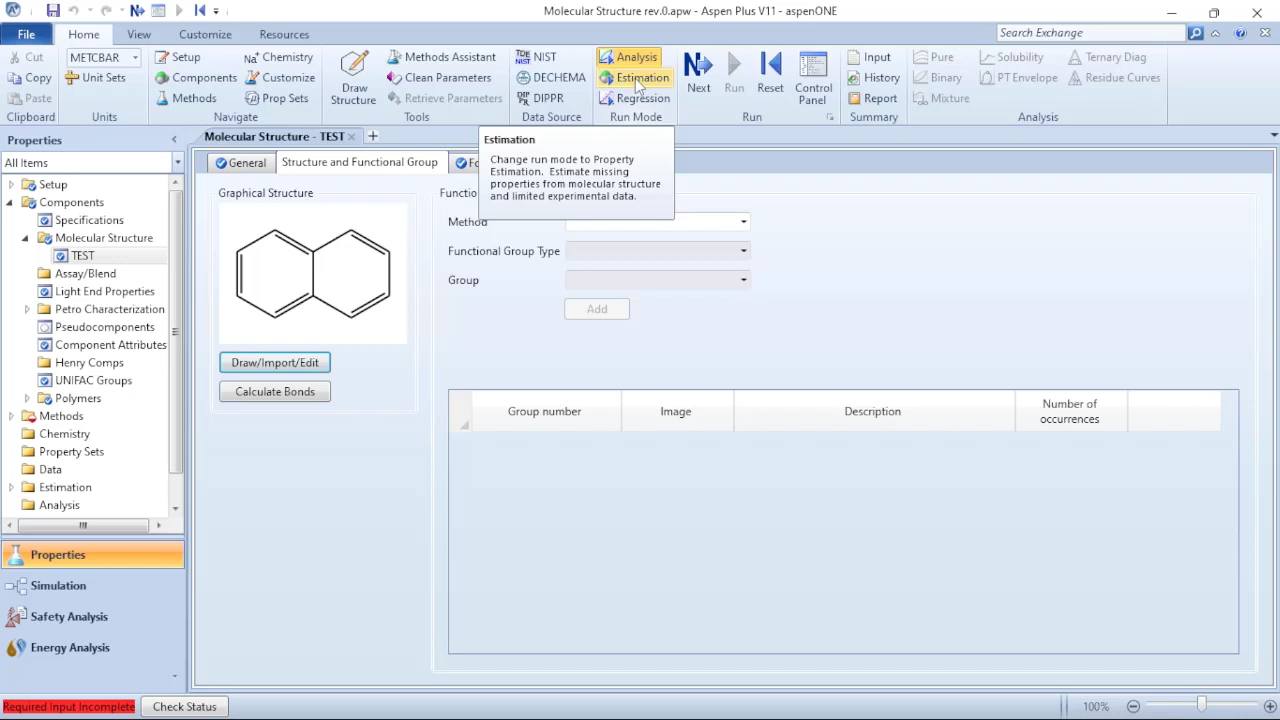 Molecular Structure rev.0.apw - Aspen Plus V11 - aspenONE
File Home View Customize Resources Search Exchange
Cut METCBAR Setup Chemistry Methods Assistant NIST Analysis Input Pure Solubility Ternary Diag
Copy Unit Sets Components Customize Clean Parameters DECHEMA Estimation History Binary PT Envelope Residue Curves
Paste Methods Prop Sets Draw Structure Retrieve Parameters DIPPR Regression Next Run Reset Control Panel Report Mixture
Clipboard Units Navigate Tools Data Source Run Mode Run Summary Analysis
Properties
Molecular Structure - TEST
Estimation
Change run mode to Property
Estimation. Estimate missing
properties from molecular structure
and limited experimental data.
All Items
General Structure and Functional Group Fo
Setup
Components
Specifications
Molecular Structure
TEST
Assay/Blend
Light End Properties
Petro Characterization
Pseudocomponents
Component Attributes
Henry Comps
UNIFAC Groups
Polymers
Methods
Chemistry
Property Sets
Data
Estimation
Analysis
Properties
Simulation
Safety Analysis
Energy Analysis
Graphical Structure
Draw/Import/Edit
Calculate Bonds
Functio
Method
Functional Group Type
Group
Add
Group number Image Description Number of occurrences
Required Input Incomplete Check Status 100%